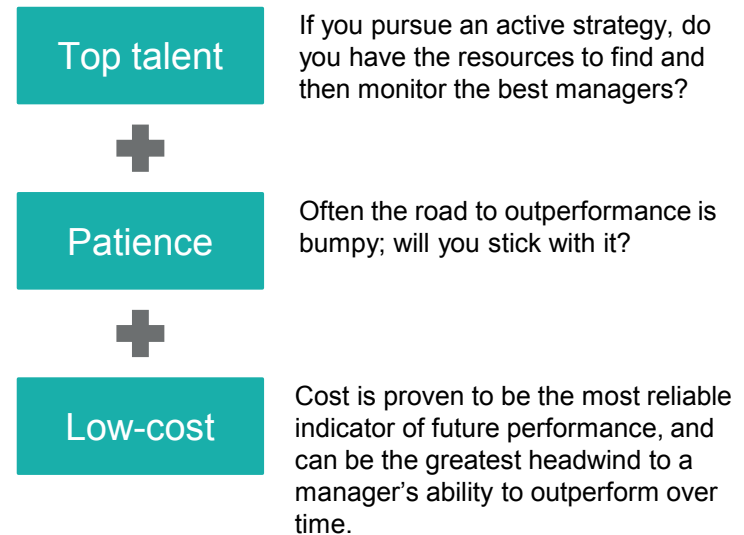 Top talent
If you pursue an active strategy, do
you have the resources to find and
then monitor the best managers?
Patience
Often the road to outperformance is
bumpy; will you stick with it?
Low-cost
Cost is proven to be the most reliable
indicator of future performance, and
can be the greatest headwind to a
manager’s ability to outperform over
time.